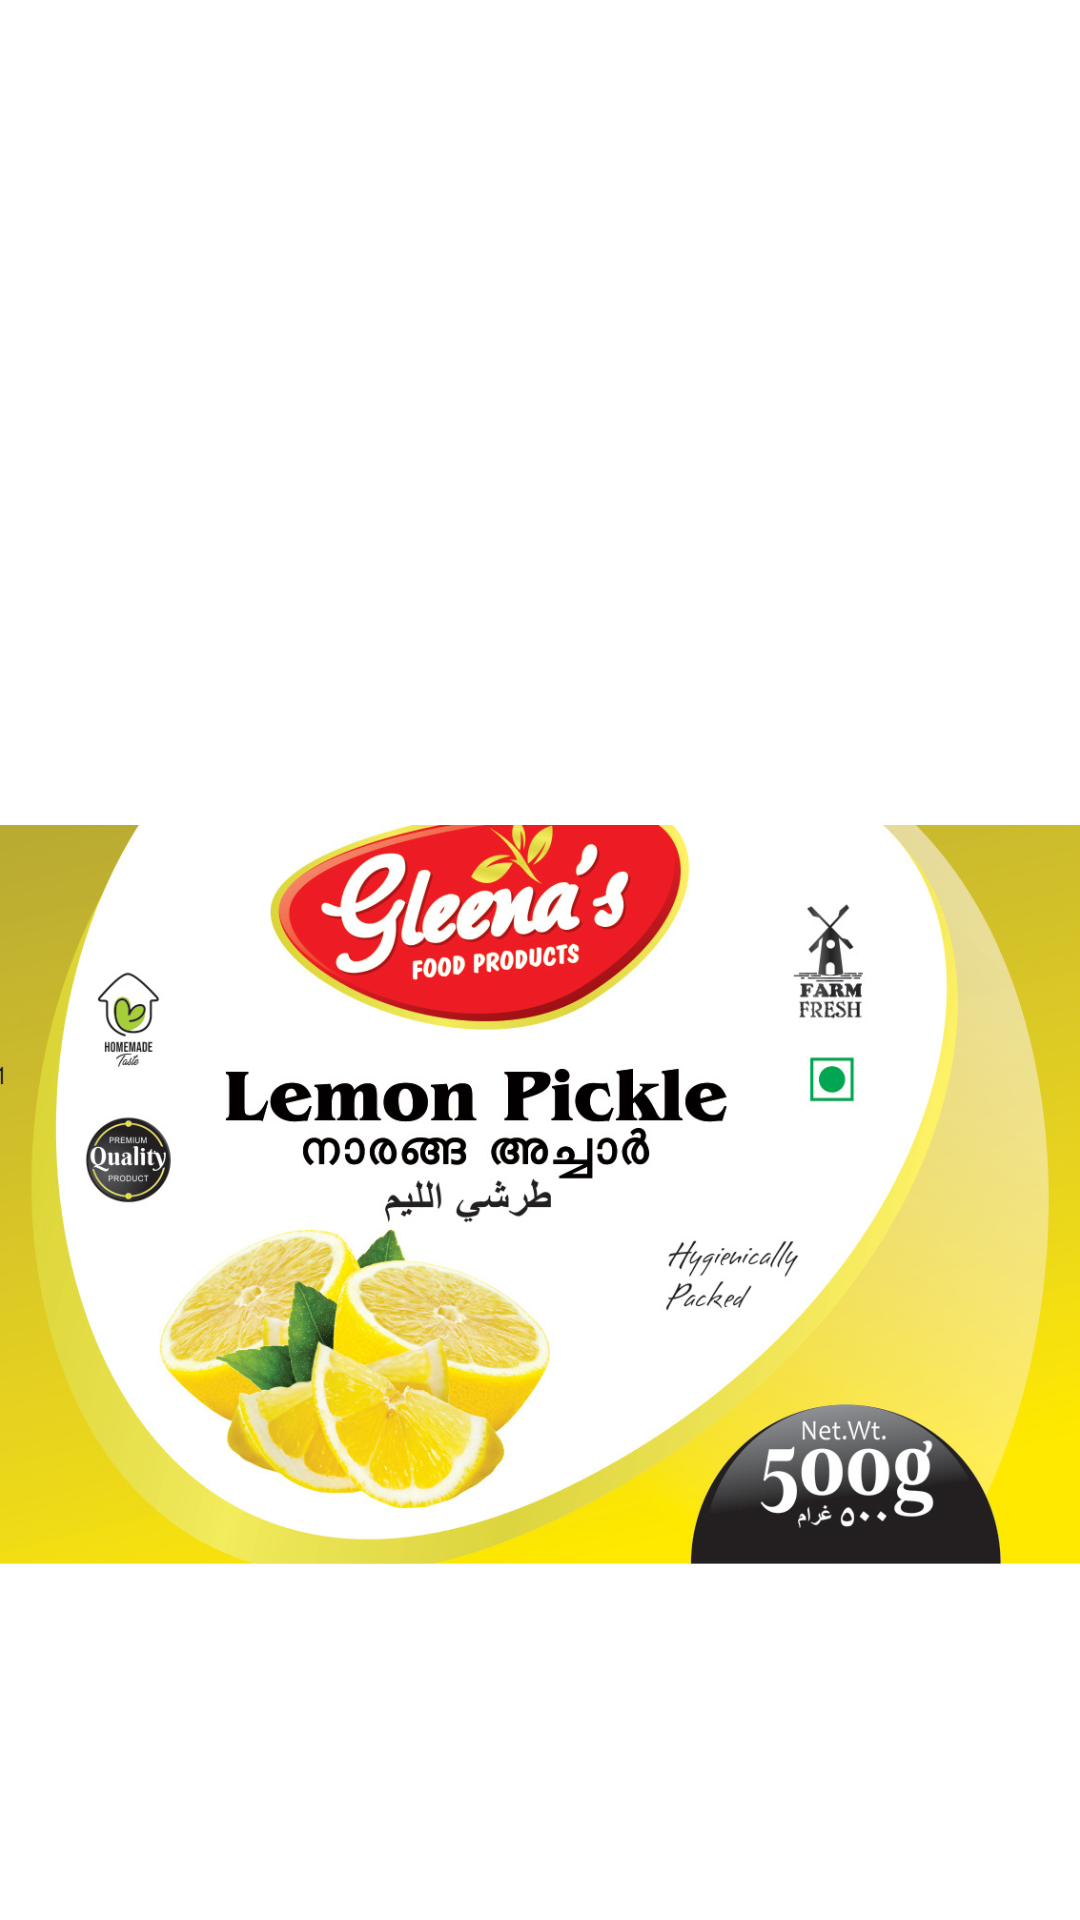 Gleena's
FOOD PRODUCTS
FARM
FRESH
HOMEMADE
Taste
Lemon Pickle
നാരങ്ങ അച്ചാർ
طرشي الليم
PREMIUM
Quality
PRODUCT
Hygienically
Packed
Net.Wt.
500g
٥٠٠ غرام